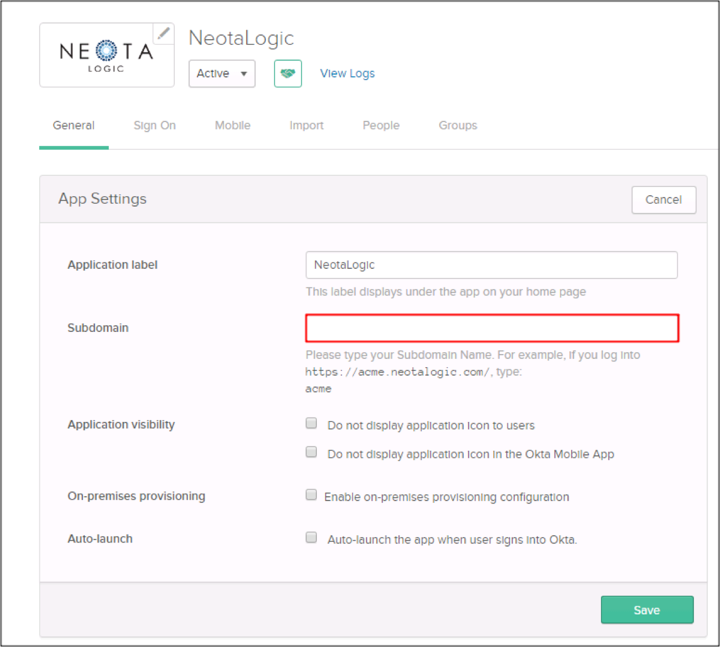 NEOTA
LOGIC
NeotaLogic
Active
View Logs
General Sign On Mobile Import People Groups
App Settings
Cancel
Application label
NeotaLogic
This label displays under the app on your home page
Subdomain
Please type your Subdomain Name. For example, if you log into
https://acme.neotalogic.com/, type:
acme
Application visibility
Do not display application icon to users
Do not display application icon in the Okta Mobile App
On-premises provisioning
Enable on-premises provisioning configuration
Auto-launch
Auto-launch the app when user signs into Okta.
Save